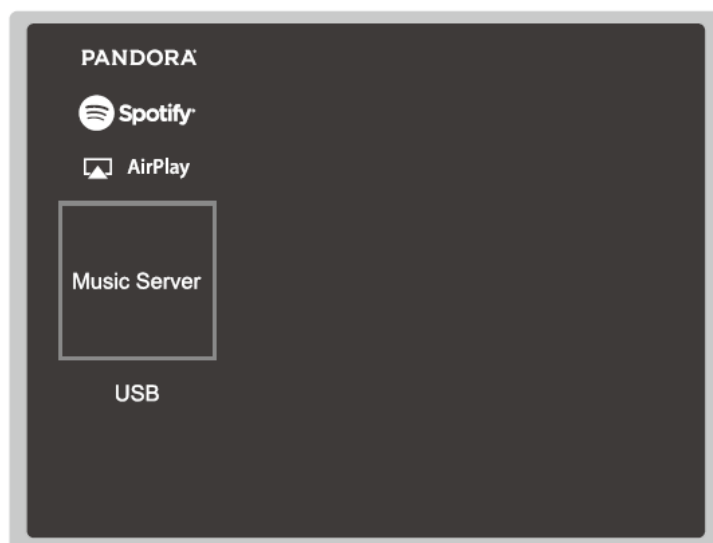 PANDORA
Spotify
AirPlay
Music Server
USB